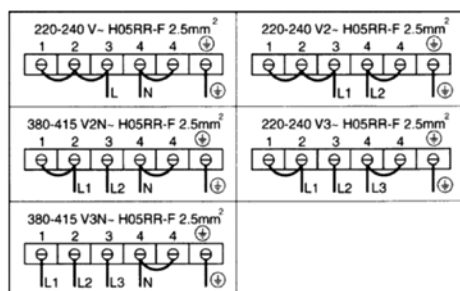 220-240 V~ H05RR-F 2.5mm²
1 2 3 4 4
L N
220-240 V2~ H05RR-F 2.5mm²
1 2 3 4 4
L1 L2
380-415 V2N~ H05RR-F 2.5mm²
1 2 3 4 4
L1 L2 N
220-240 V3~ H05RR-F 2.5mm²
1 2 3 4 4
L1 L2 L3
380-415 V3N~ H05RR-F 2.5mm²
1 2 3 4 4
L1 L2 L3 N